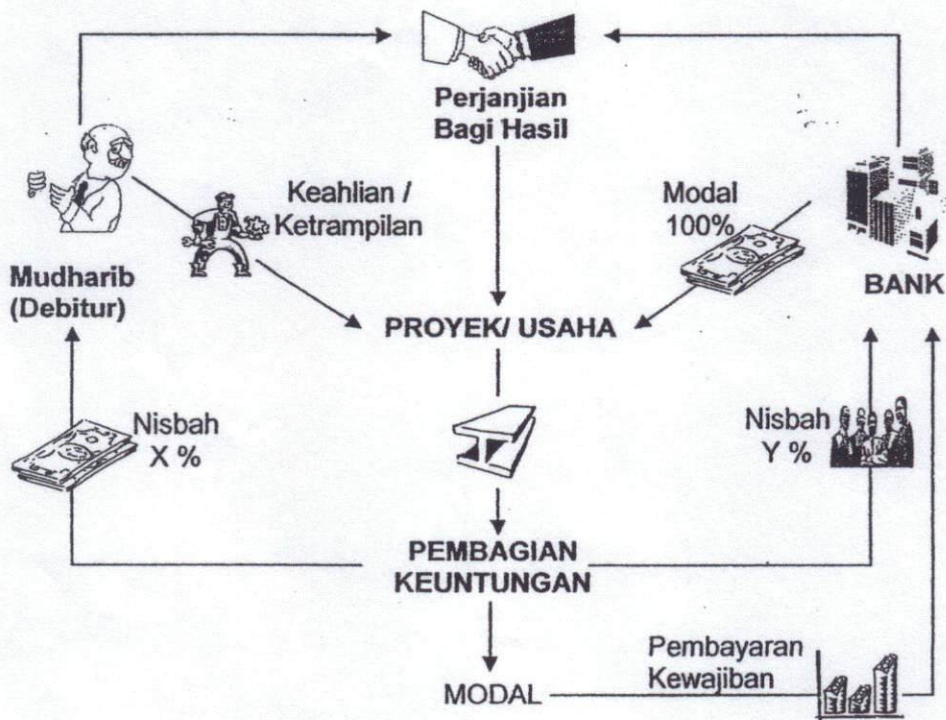 Perjanjian
Bagi Hasil
Keahlian /
Ketrampilan
Modal
100%
Mudharib
(Debitur)
BANK
PROYEK/ USAHA
Nisbah
X %
Nisbah
Y %
PEMBAGIAN
KEUNTUNGAN
MODAL
Pembayaran
Kewajiban